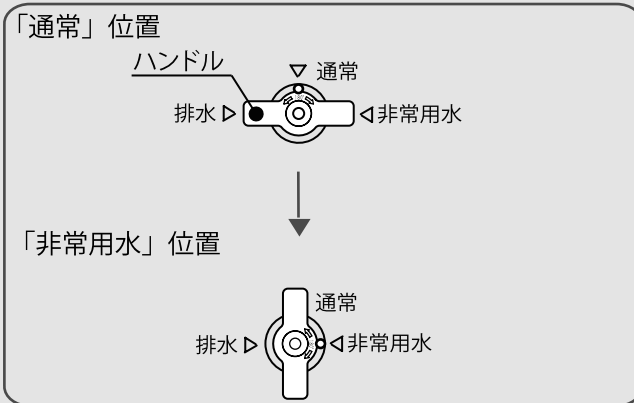 「通常」位置
ハンドル
▽ 通常
排水 ▷ ◁ 非常用水
「非常用水」位置
通常
排水 ▷ ◁ 非常用水